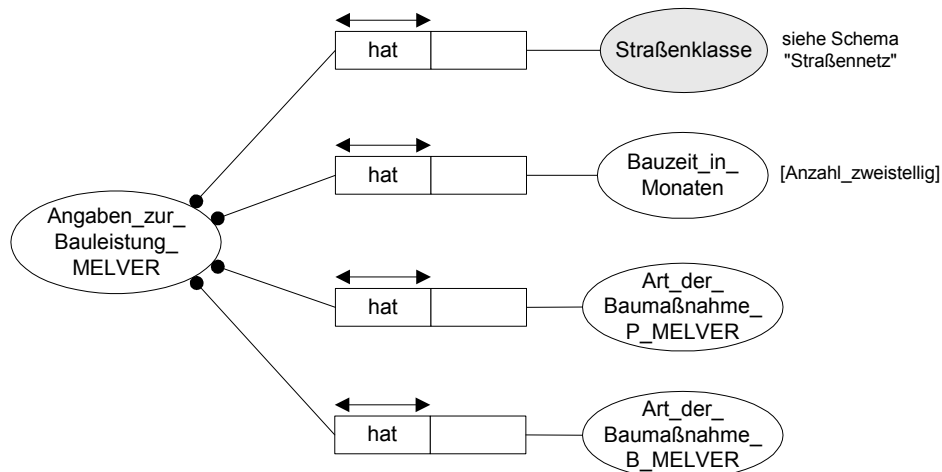 hat
Straßenklasse
siehe Schema
"Straßennetz"
hat
Bauzeit_in_
Monaten
[Anzahl_zweistellig]
Angaben_zur_
Bauleistung_
MELVER
hat
Art_der_
Baumaßnahme_
P_MELVER
hat
Art_der_
Baumaßnahme_
B_MELVER